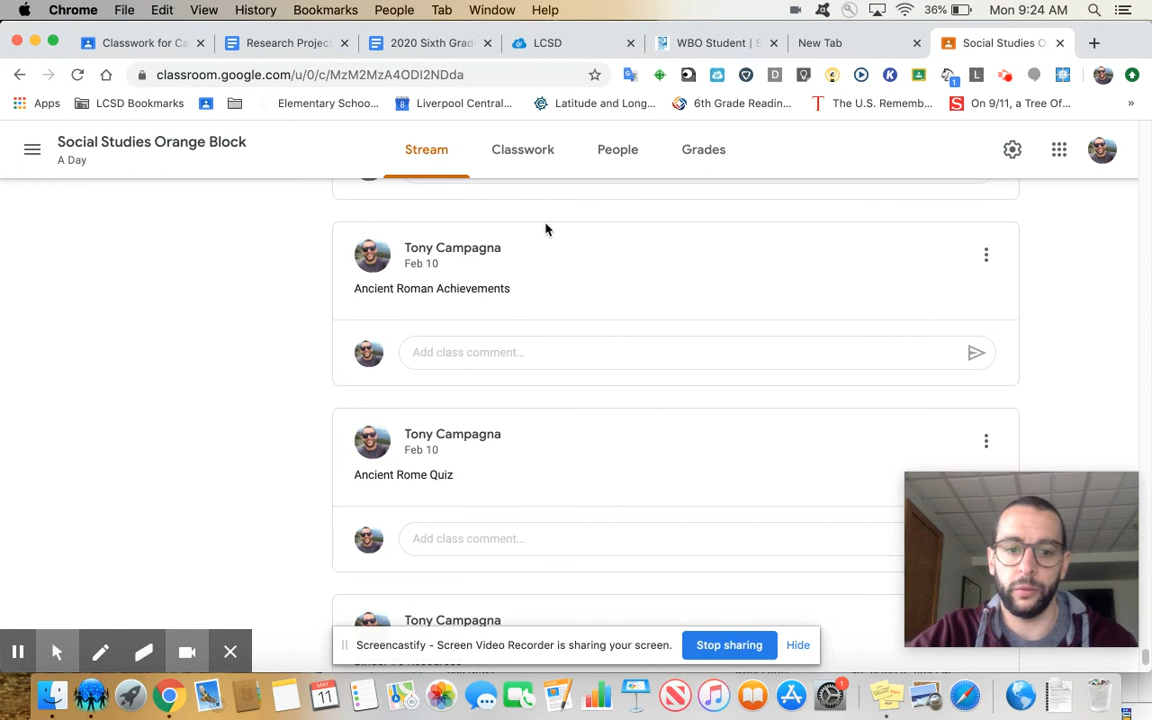 Chrome File Edit View History Bookmarks People Tab Window Help 36% Mon 9:24 AM
Classwork for Ca Research Projec 2020 Sixth Grad LCSD WBO Student | S New Tab Social Studies O
classroom.google.com/u/0/c/MzM2MzA4ODI2NDda
Apps LCSD Bookmarks Elementary Schoo... Liverpool Central... Latitude and Long... 6th Grade Readin... The U.S. Rememb... On 9/11, a Tree Of... »
Social Studies Orange Block
A Day
Stream Classwork People Grades
Tony Campagna
Feb 10
Ancient Roman Achievements
Add class comment...
Tony Campagna
Feb 10
Ancient Rome Quiz
Add class comment...
Tony Campagna
Screencastify - Screen Video Recorder is sharing your screen. Stop sharing Hide
MAY
11